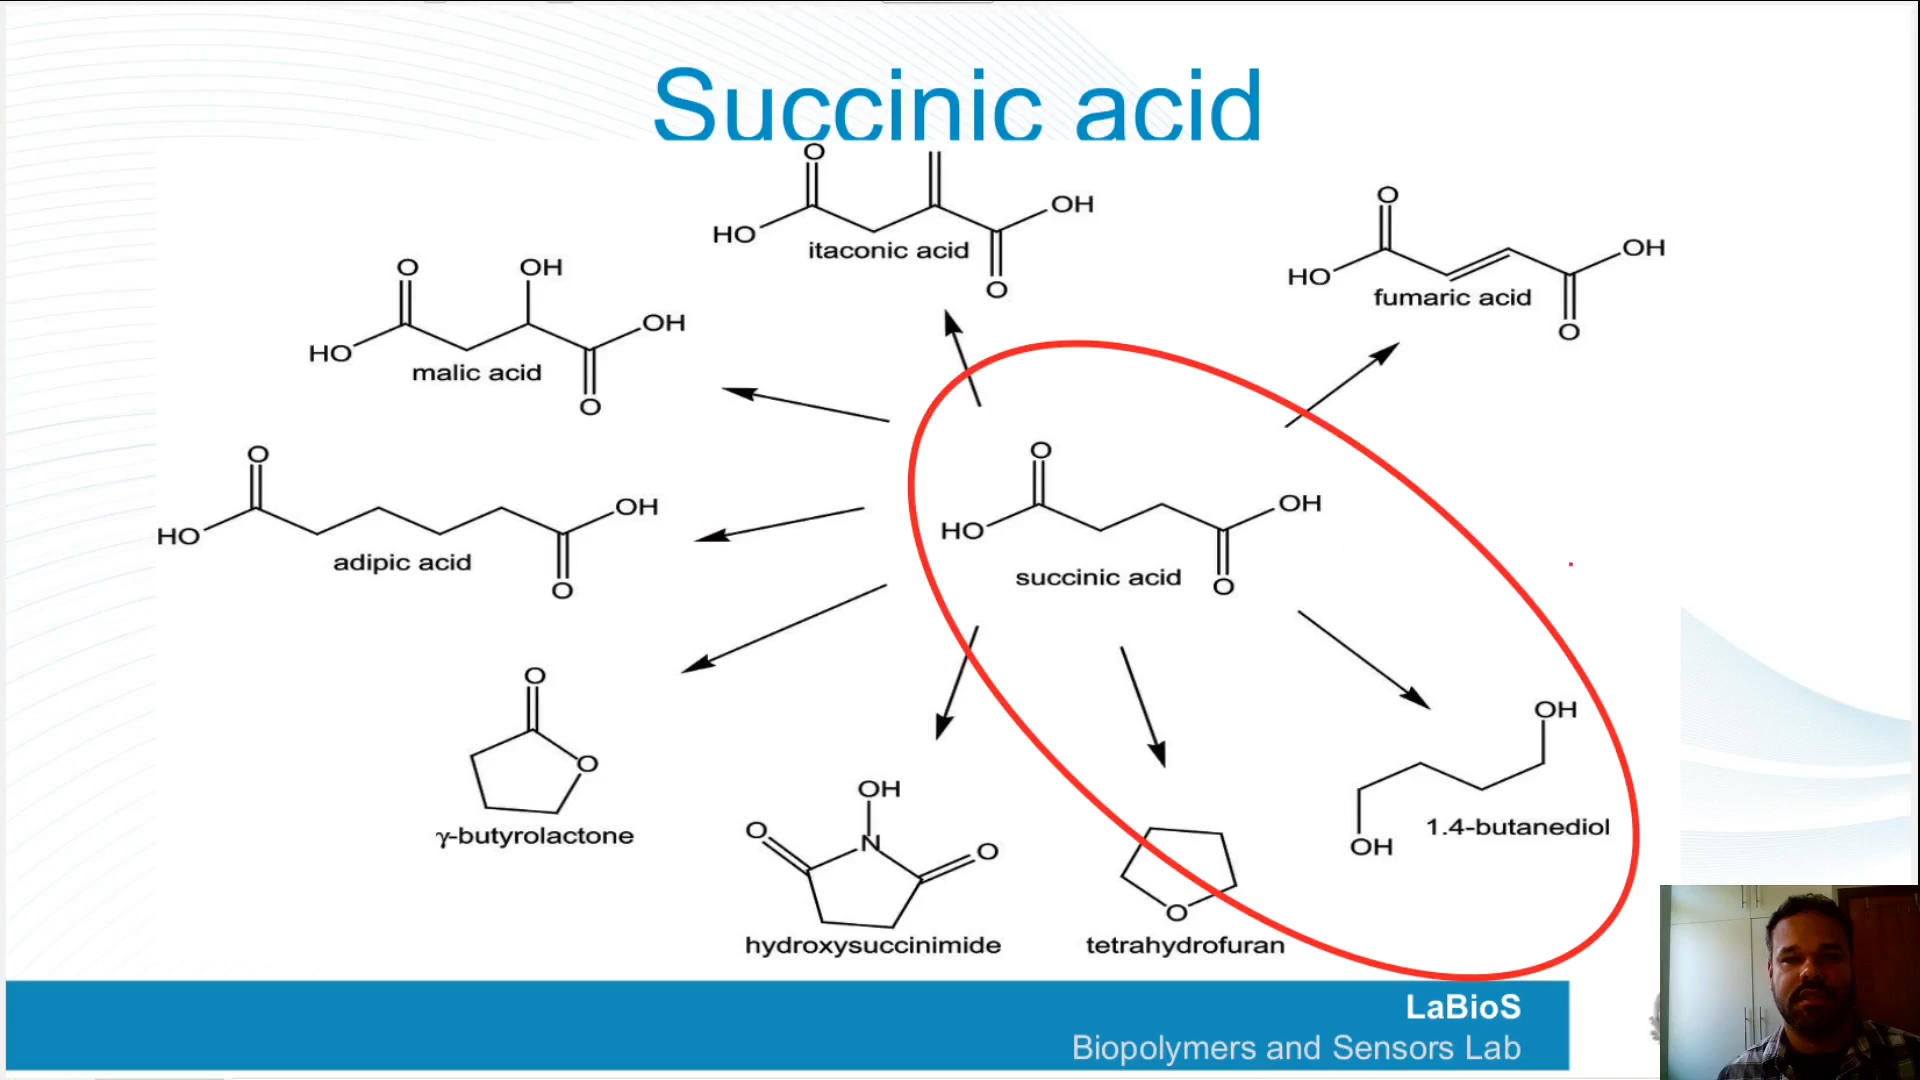 Succinic acid
O
HO
OH
O
itaconic acid
O
HO
OH
O
fumaric acid
O
OH
HO
OH
O
malic acid
O
HO
OH
O
adipic acid
O
HO
OH
O
succinic acid
O
O
γ-butyrolactone
OH
N
O
O
hydroxysuccinimide
O
tetrahydrofuran
OH
OH
1.4-butanediol
LaBioS
Biopolymers and Sensors Lab